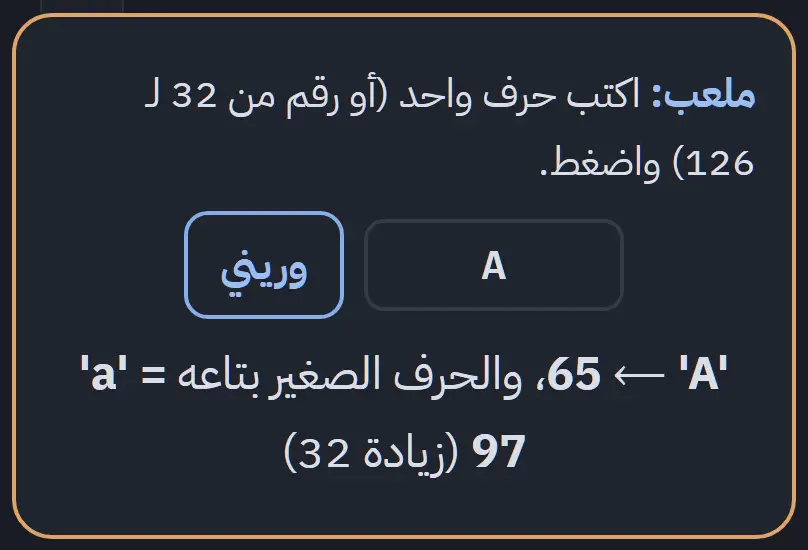 ملعب: اكتب حرف واحد (أو رقم من 32 لـ
126) واضغط.
A
وريني
'A' ⟵ 65، والحرف الصغير بتاعه 'a' =
97 (زيادة 32)